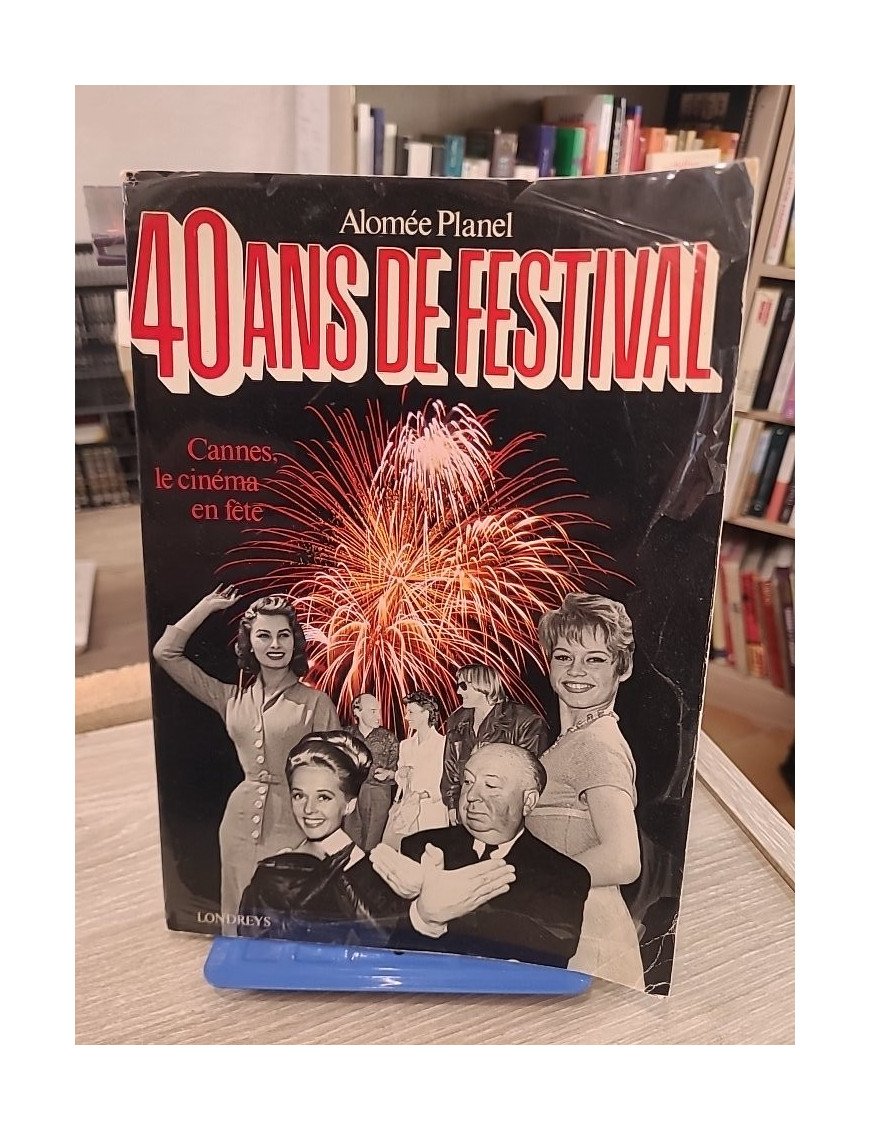 Alomée Planel
40 ANS DE FESTIVAL
Cannes,
le cinéma
en fête
LONDREYS